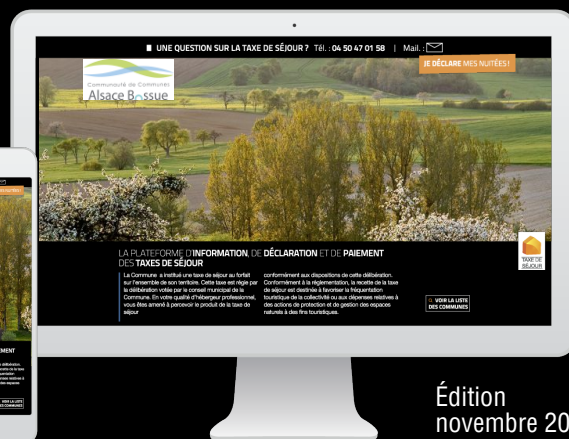 UNE QUESTION SUR LA TAXE DE SÉJOUR ? Tél. : 04 50 47 01 58 | Mail. :
JE DÉCLARE MES NUITÉES !
Communauté de Communes
Alsace Bossue
LA PLATEFORME D'INFORMATION, DE DÉCLARATION ET DE PAIEMENT
DES TAXES DE SÉJOUR
La Commune a institué une taxe de séjour au forfait
sur l'ensemble de son territoire. Cette taxe est régie par
la délibération votée par le conseil municipal de la
Commune. En votre qualité d'hébergeur professionnel,
vous êtes amené à percevoir le produit de la taxe de
séjour
conformément aux dispositions de cette délibération.
Conformément à la réglementation, la recette de la taxe
de séjour est destinée à favoriser la fréquentation
touristique de la collectivité ou aux dépenses relatives à
des actions de protection et de gestion des espaces
naturels à des fins touristiques.
TAXE DE
SÉJOUR
VOIR LA LISTE
DES COMMUNES
VOIR LA LISTE
DES COMMUNES
Édition
novembre 20